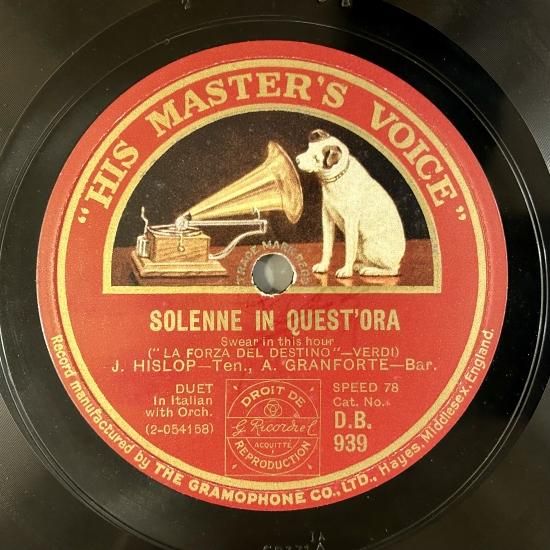 "HIS MASTER'S VOICE"
TRADE MARK REGD
SOLENNE IN QUEST'ORA
Swear in this hour
("LA FORZA DEL DESTINO"—VERDI)
J. HISLOP—Ten., A. GRANFORTE—Bar.
DUET
In Italian
with Orch.
(2-054158)
DROIT DE
G. Ricordi & C
ACQUITTÉ
REPRODUCTION
SPEED 78
Cat. No.
D.B.
939
Record manufactured by THE GRAMOPHONE CO., LTD., Hayes, Middlesex, England.